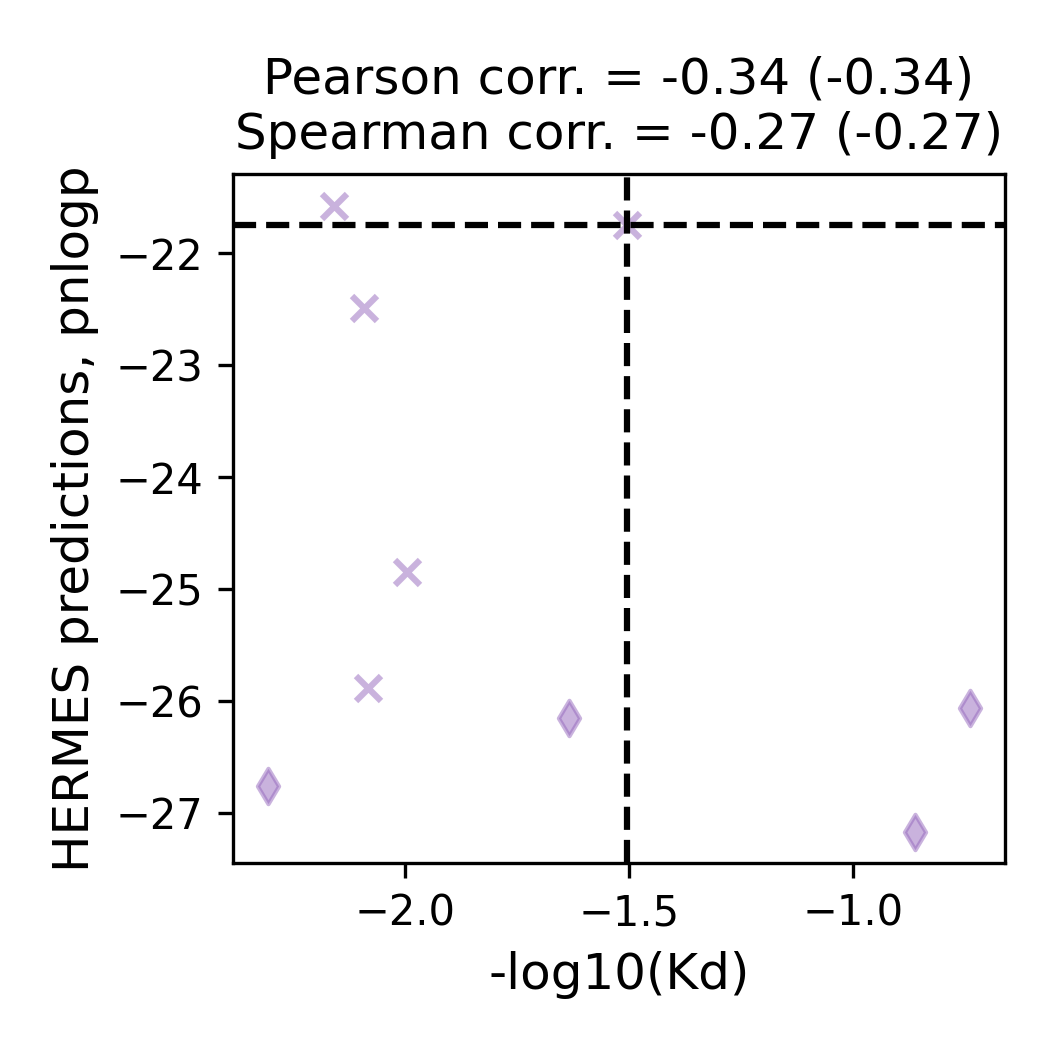 Pearson corr. = -0.34 (-0.34)
Spearman corr. = -0.27 (-0.27)
HERMES predictions, pnlogp
−22
−23
−24
−25
−26
−27
−2.0
−1.5
−1.0
-log10(Kd)